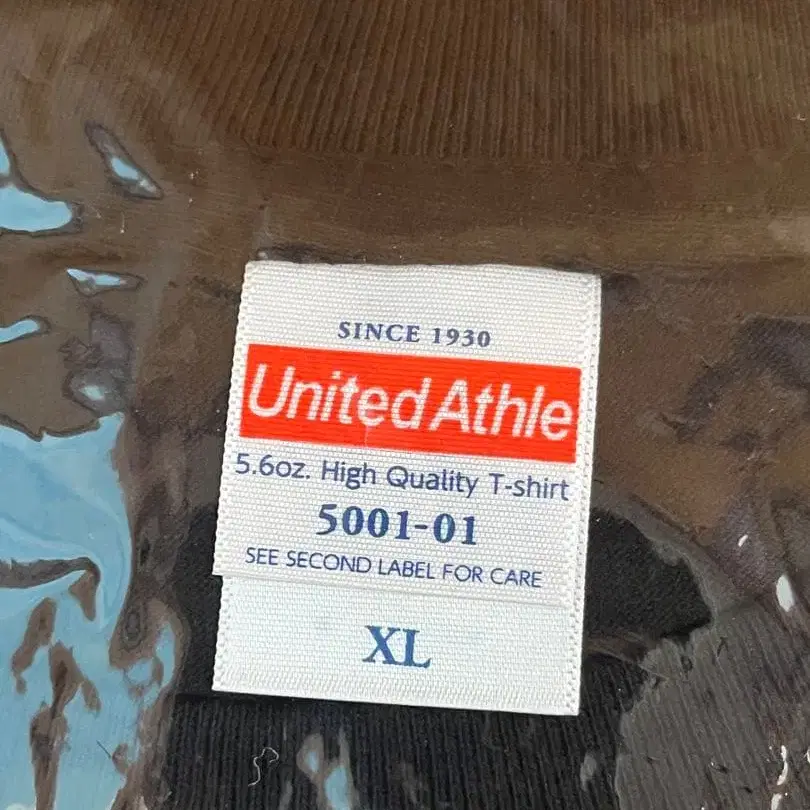 SINCE 1930
United Athle
5.6oz. High Quality T-shirt
5001-01
SEE SECOND LABEL FOR CARE
XL